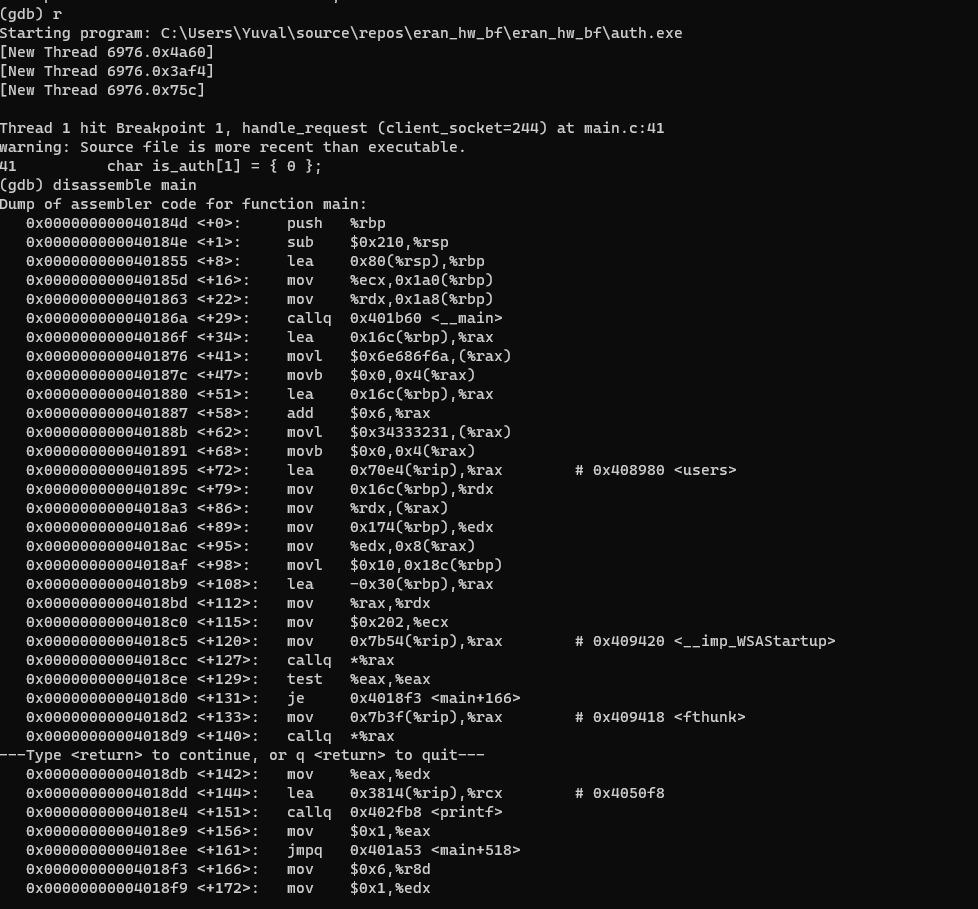 (gdb) r
Starting program: C:\Users\Yuval\source\repos\eran_hw_bf\eran_hw_bf\auth.exe
[New Thread 6976.0x4a60]
[New Thread 6976.0x3af4]
[New Thread 6976.0x75c]
Thread 1 hit Breakpoint 1, handle_request (client_socket=244) at main.c:41
warning: Source file is more recent than executable.
41          char is_auth[1] = { 0 };
(gdb) disassemble main
Dump of assembler code for function main:
   0x000000000040184d <+0>:     push   %rbp
   0x000000000040184e <+1>:     sub    $0x210,%rsp
   0x0000000000401855 <+8>:     lea    0x80(%rsp),%rbp
   0x000000000040185d <+16>:    mov    %ecx,0x1a0(%rbp)
   0x0000000000401863 <+22>:    mov    %rdx,0x1a8(%rbp)
   0x000000000040186a <+29>:    callq  0x401b60 <__main>
   0x000000000040186f <+34>:    lea    0x16c(%rbp),%rax
   0x0000000000401876 <+41>:    movl   $0x6e686f6a,(%rax)
   0x000000000040187c <+47>:    movb   $0x0,0x4(%rax)
   0x0000000000401880 <+51>:    lea    0x16c(%rbp),%rax
   0x0000000000401887 <+58>:    add    $0x6,%rax
   0x000000000040188b <+62>:    movl   $0x34333231,(%rax)
   0x0000000000401891 <+68>:    movb   $0x0,0x4(%rax)
   0x0000000000401895 <+72>:    lea    0x70e4(%rip),%rax        # 0x408980 <users>
   0x000000000040189c <+79>:    mov    0x16c(%rbp),%rdx
   0x00000000004018a3 <+86>:    mov    %rdx,(%rax)
   0x00000000004018a6 <+89>:    mov    0x174(%rbp),%edx
   0x00000000004018ac <+95>:    mov    %edx,0x8(%rax)
   0x00000000004018af <+98>:    movl   $0x10,0x18c(%rbp)
   0x00000000004018b9 <+108>:   lea    -0x30(%rbp),%rax
   0x00000000004018bd <+112>:   mov    %rax,%rdx
   0x00000000004018c0 <+115>:   mov    $0x202,%ecx
   0x00000000004018c5 <+120>:   mov    0x7b54(%rip),%rax        # 0x409420 <__imp_WSAStartup>
   0x00000000004018cc <+127>:   callq  *%rax
   0x00000000004018ce <+129>:   test   %eax,%eax
   0x00000000004018d0 <+131>:   je     0x4018f3 <main+166>
   0x00000000004018d2 <+133>:   mov    0x7b3f(%rip),%rax        # 0x409418 <fthunk>
   0x00000000004018d9 <+140>:   callq  *%rax
---Type <return> to continue, or q <return> to quit---
   0x00000000004018db <+142>:   mov    %eax,%edx
   0x00000000004018dd <+144>:   lea    0x3814(%rip),%rcx        # 0x4050f8
   0x00000000004018e4 <+151>:   callq  0x402fb8 <printf>
   0x00000000004018e9 <+156>:   mov    $0x1,%eax
   0x00000000004018ee <+161>:   jmpq   0x401a53 <main+518>
   0x00000000004018f3 <+166>:   mov    $0x6,%r8d
   0x00000000004018f9 <+172>:   mov    $0x1,%edx